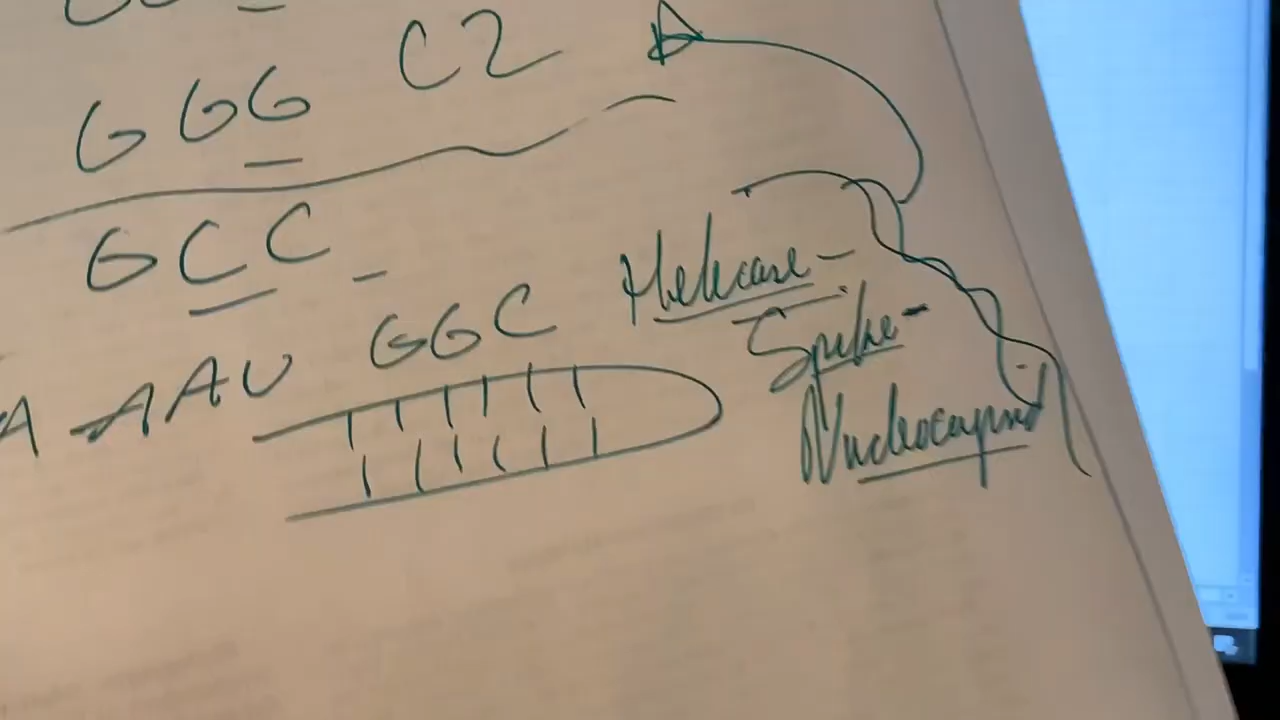 GGG C2
GCC
A AAU GGC
Helicase-
Spike-
Nucleocapsid